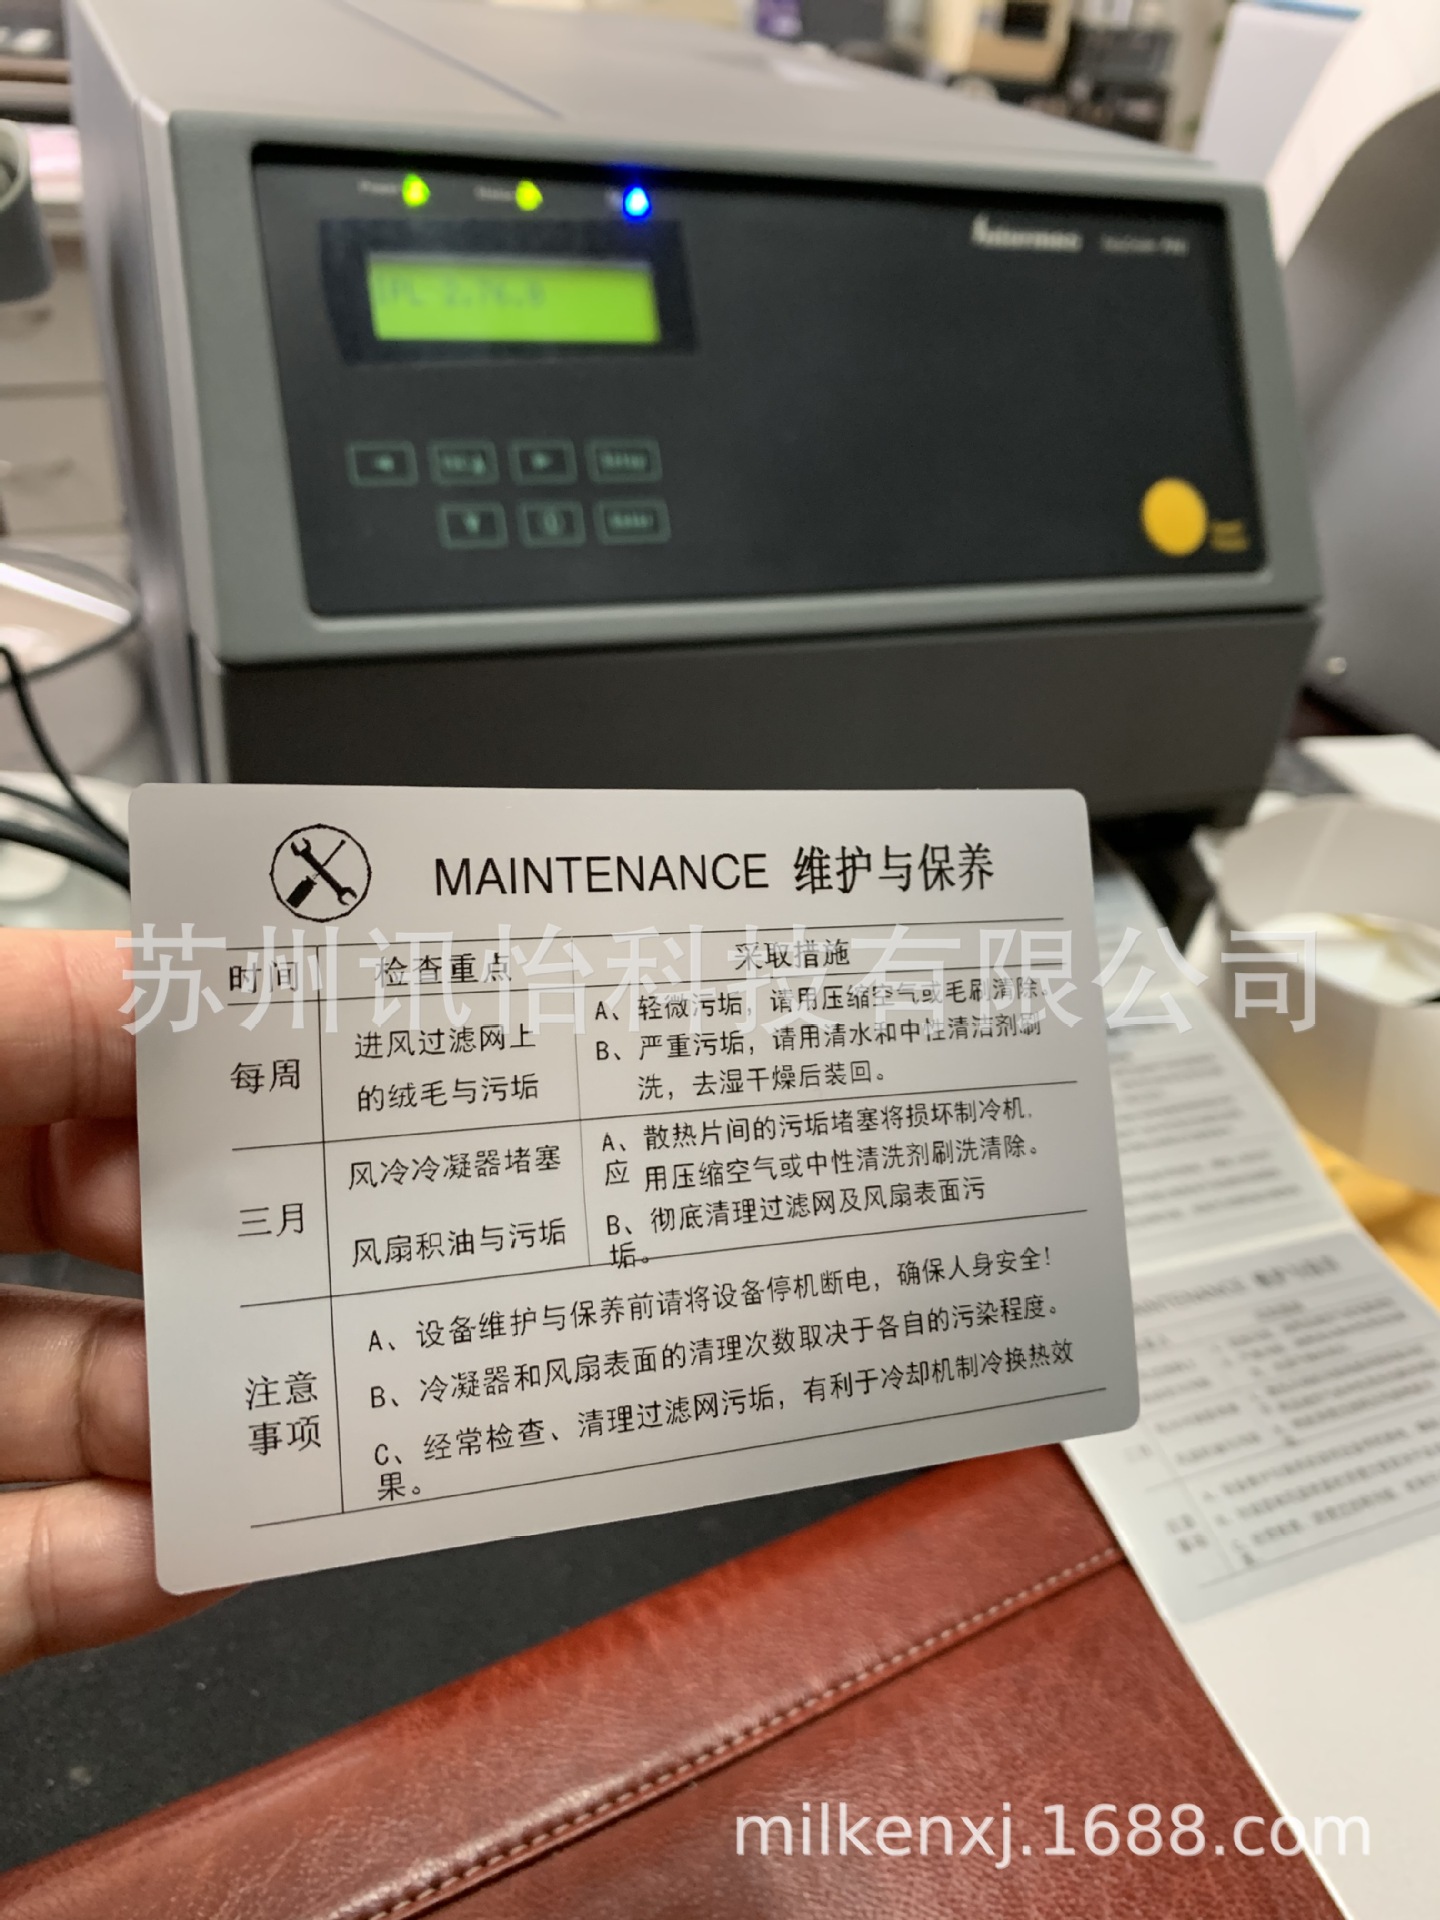 Intermec
IPL 2.76.0
MAINTENANCE 维护与保养
时间 检查重点 采取措施
每周
进风过滤网上
的绒毛与污垢
A、轻微污垢，请用压缩空气或毛刷清除。
B、严重污垢，请用清水和中性清洁剂刷
洗，去湿干燥后装回。
三月
风冷冷凝器堵塞
风扇积油与污垢
A、散热片间的污垢堵塞将损坏制冷机，
应 用压缩空气或中性清洗剂刷洗清除。
B、彻底清理过滤网及风扇表面污
垢。
注意
事项
A、设备维护与保养前请将设备停机断电，确保人身安全！
B、冷凝器和风扇表面的清理次数取决于各自的污染程度。
C、经常检查、清理过滤网污垢，有利于冷却机制冷换热效
果。
苏州讯怡科技有限公司
milkenxj.1688.com